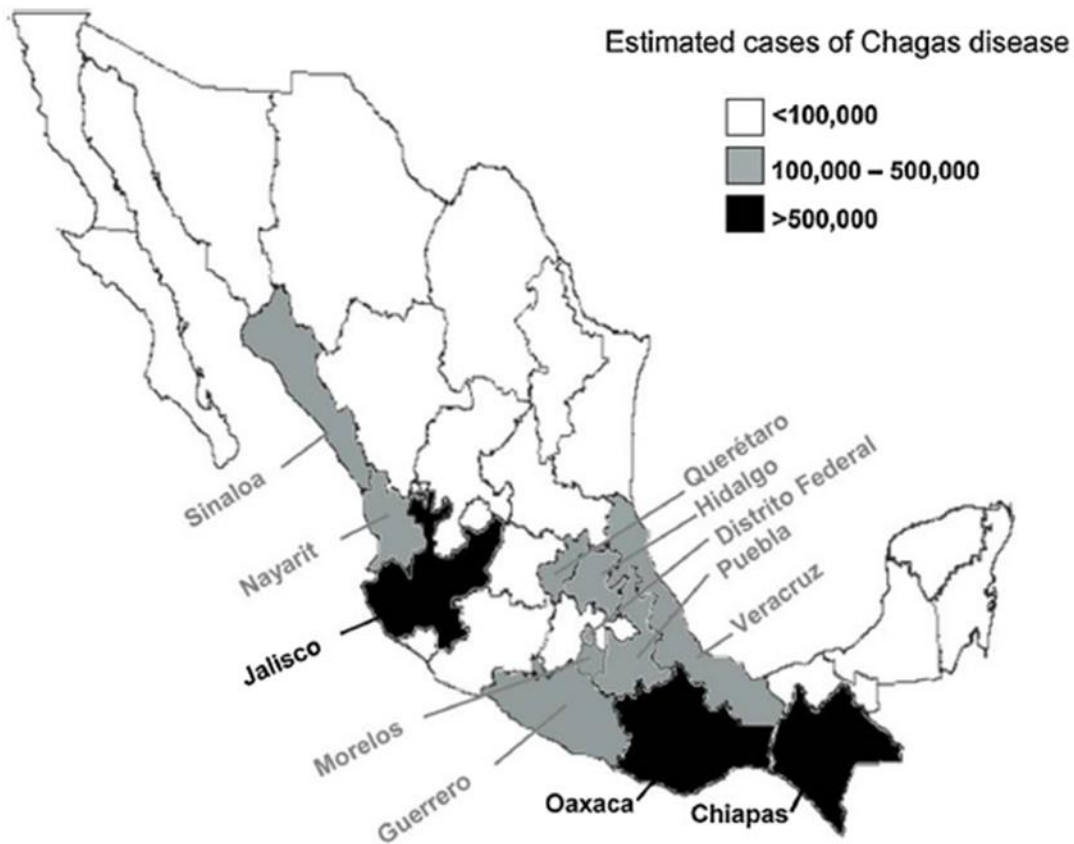 Estimated cases of Chagas disease
<100,000
100,000 – 500,000
>500,000
Querétaro
Hidalgo
Distrito Federal
Puebla
Veracruz
Sinaloa
Nayarit
Jalisco
Morelos
Guerrero
Oaxaca
Chiapas